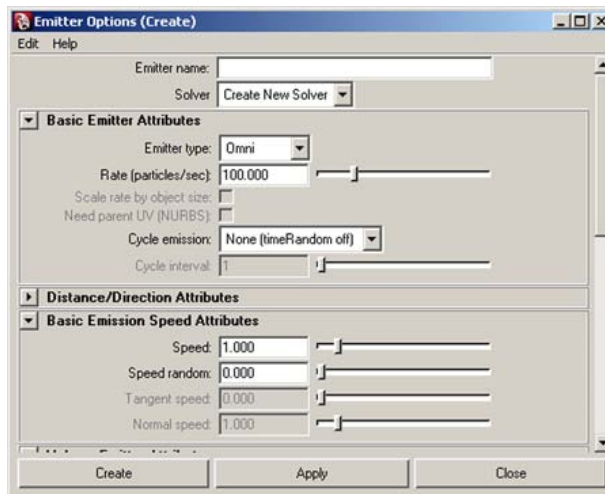 Emitter Options (Create)
Edit Help
Emitter name:
Solver Create New Solver
Basic Emitter Attributes
Emitter type: Omni
Rate (particles/sec): 100.000
Scale rate by object size:
Need parent UV (NURBS):
Cycle emission: None (timeRandom off)
Cycle interval: 1
Distance/Direction Attributes
Basic Emission Speed Attributes
Speed: 1.000
Speed random: 0.000
Tangent speed: 0.000
Normal speed: 1.000
Create Apply Close